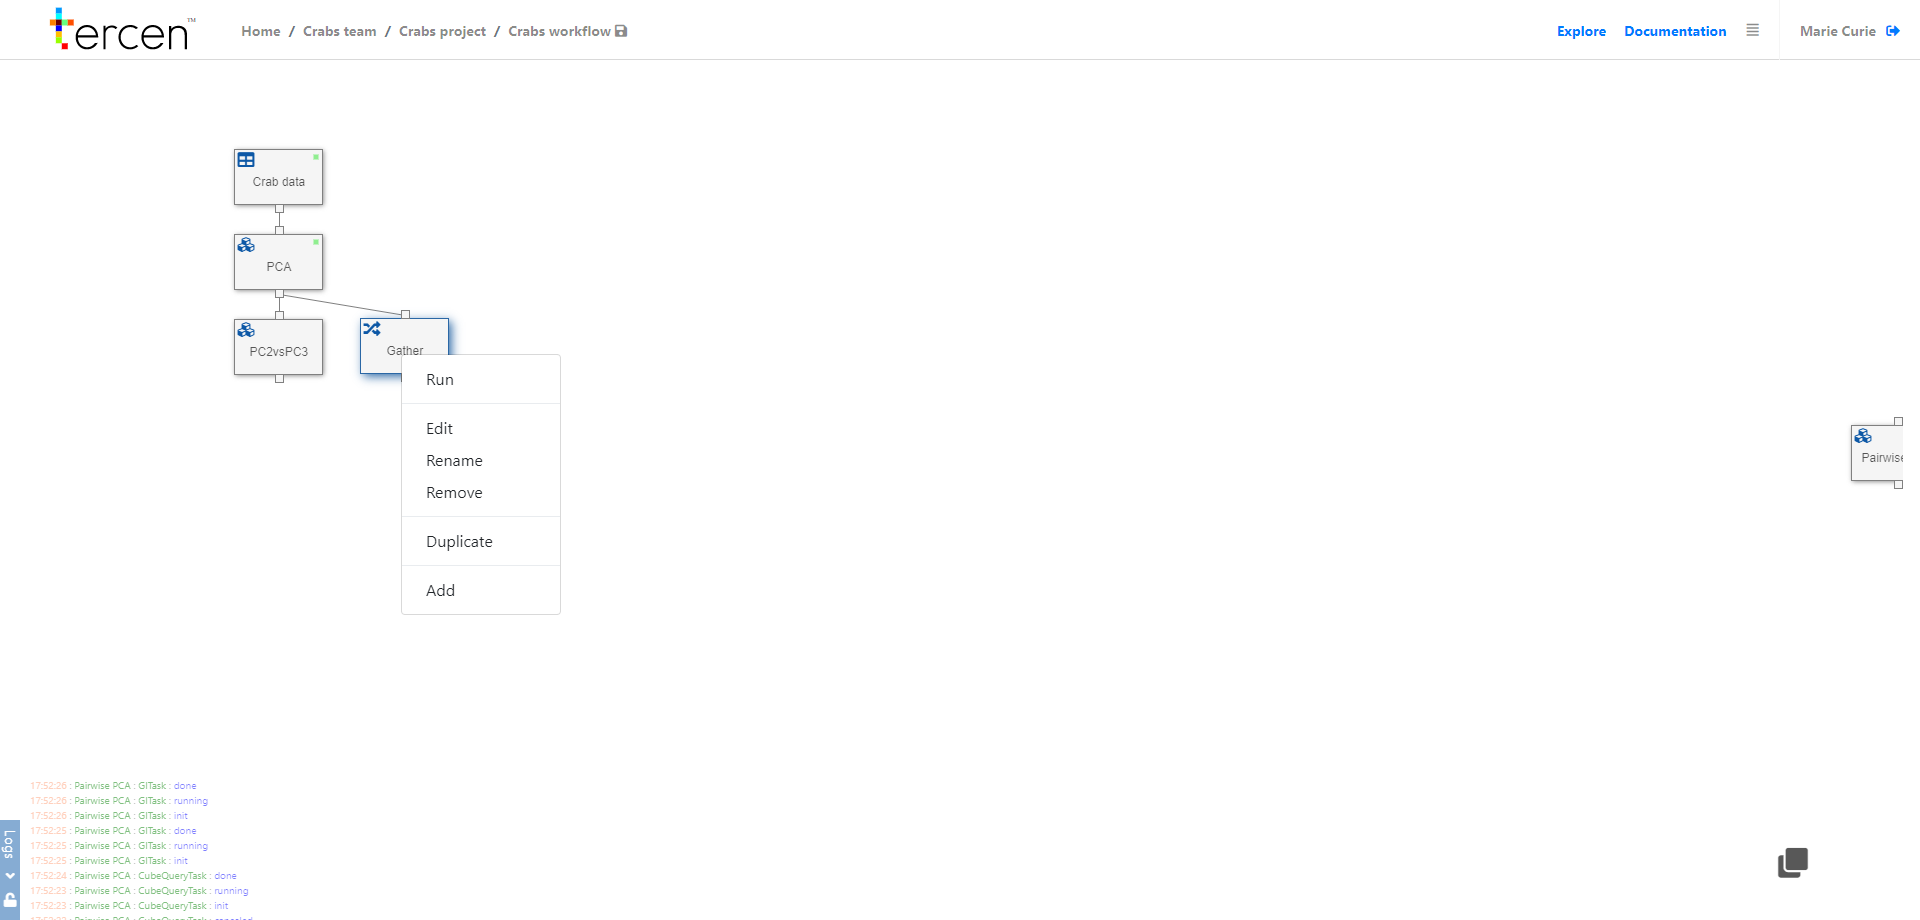 tercen™
Home / Crabs team / Crabs project / Crabs workflow
Explore Documentation Marie Curie
Crab data
PCA
PC2vsPC3
Gather
Run
Edit
Rename
Remove
Duplicate
Add
Pairwise
Logs
17:52:26 : Pairwise PCA : GlTask : done
17:52:26 : Pairwise PCA : GlTask : running
17:52:26 : Pairwise PCA : GlTask : init
17:52:25 : Pairwise PCA : GlTask : done
17:52:25 : Pairwise PCA : GlTask : running
17:52:25 : Pairwise PCA : GlTask : init
17:52:24 : Pairwise PCA : CubeQueryTask : done
17:52:23 : Pairwise PCA : CubeQueryTask : running
17:52:23 : Pairwise PCA : CubeQueryTask : init
Pairwise PCA : CubeQueryTask : canceled